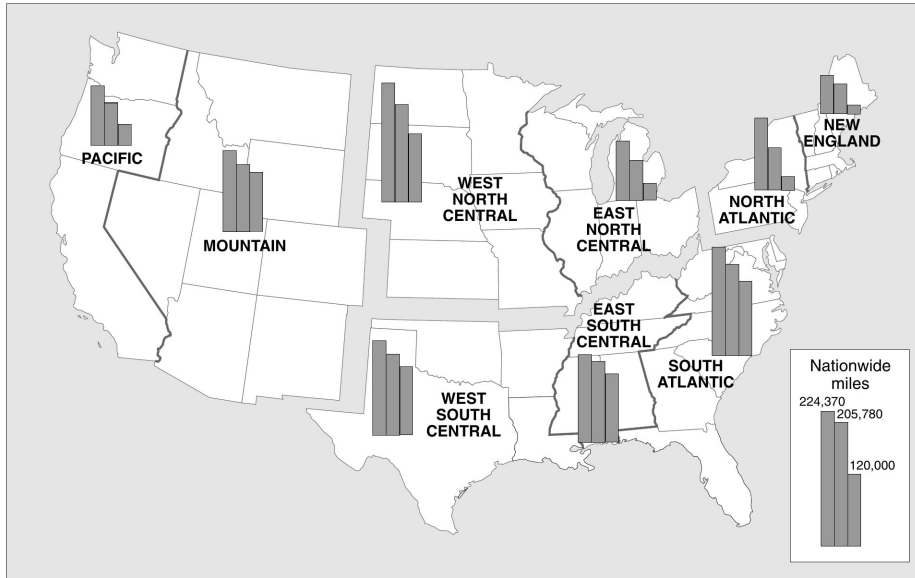 PACIFIC
MOUNTAIN
WEST
NORTH
CENTRAL
EAST
NORTH
CENTRAL
NEW
ENGLAND
NORTH
ATLANTIC
EAST
SOUTH
CENTRAL
SOUTH
ATLANTIC
WEST
SOUTH
CENTRAL
Nationwide
miles
224,370
205,780
120,000